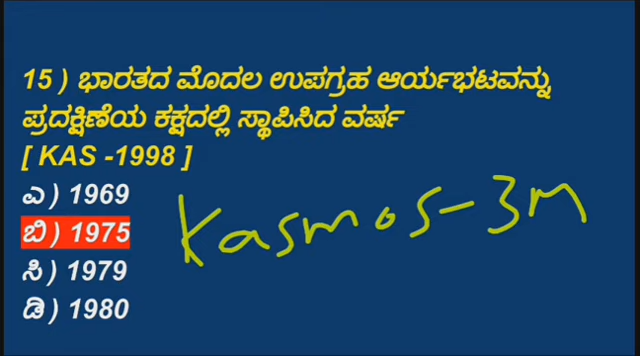 15 ) ಭಾರತದ ಮೊದಲ ಉಪಗ್ರಹ ಆರ್ಯಭಟವನ್ನು
ಪ್ರದಕ್ಷಿಣೆಯ ಕಕ್ಷದಲ್ಲಿ ಸ್ಥಾಪಿಸಿದ ವರ್ಷ
[ KAS -1998 ]
ಎ ) 1969
ಬಿ ) 1975
ಸಿ ) 1979
ಡಿ ) 1980
Kasmos-3M